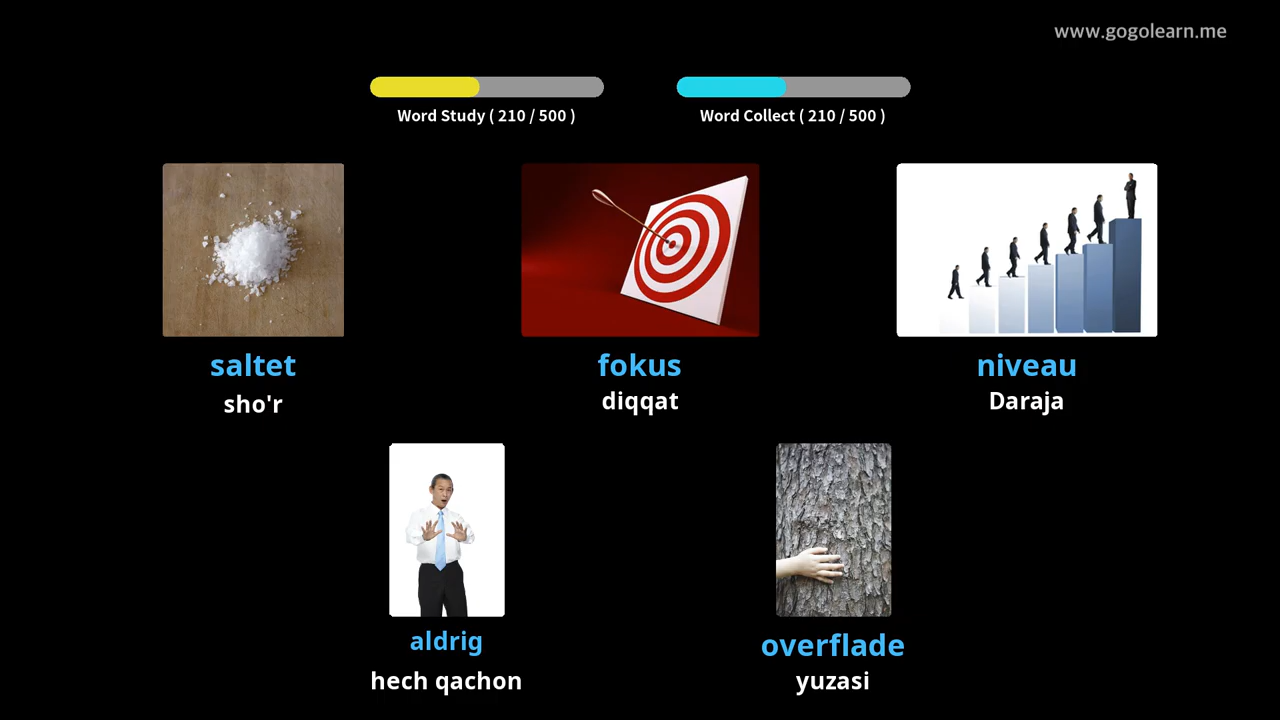 www.gogolearn.me
Word Study ( 210 / 500 )
Word Collect ( 210 / 500 )
saltet
sho'r
fokus
diqqat
niveau
Daraja
aldrig
hech qachon
overflade
yuzasi